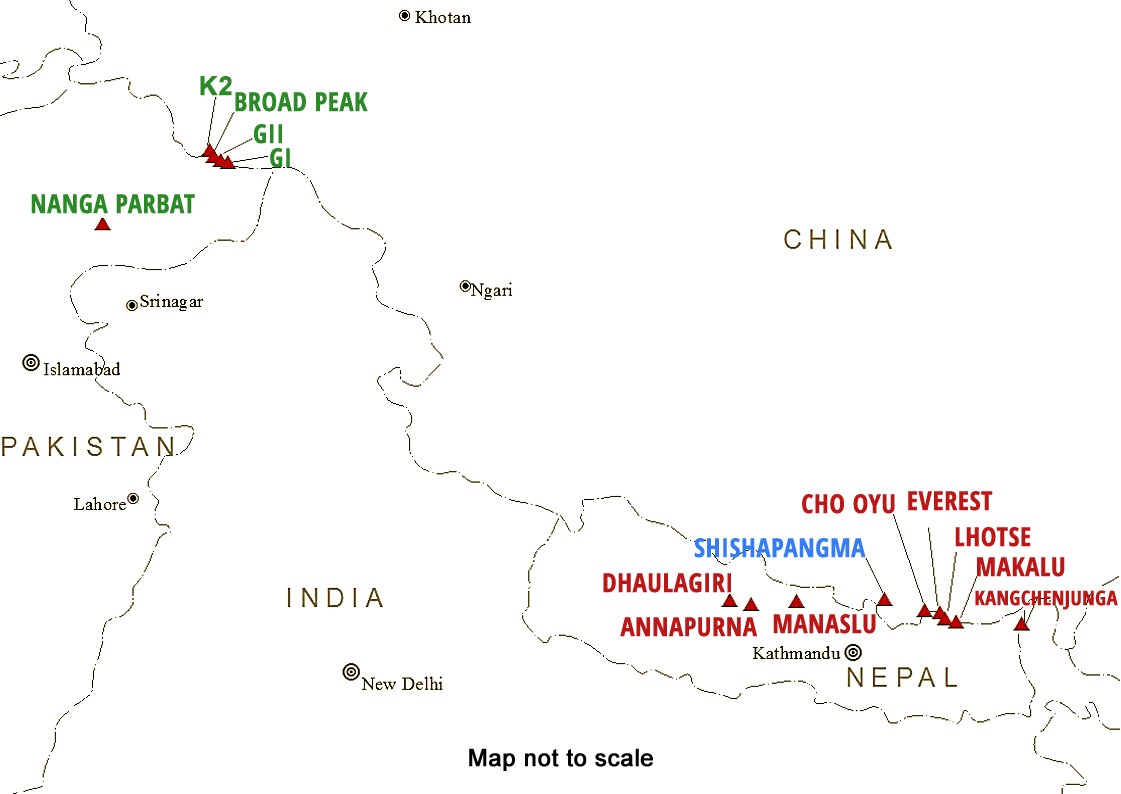 Khotan
K2
BROAD PEAK
GII
GI
NANGA PARBAT
CHINA
Ngari
Srinagar
Islamabad
PAKISTAN
Lahore
CHO OYU
EVEREST
LHOTSE
SHISHAPANGMA
MAKALU
DHAULAGIRI
KANGCHENJUNGA
INDIA
ANNAPURNA
MANASLU
Kathmandu
NEPAL
New Delhi
Map not to scale